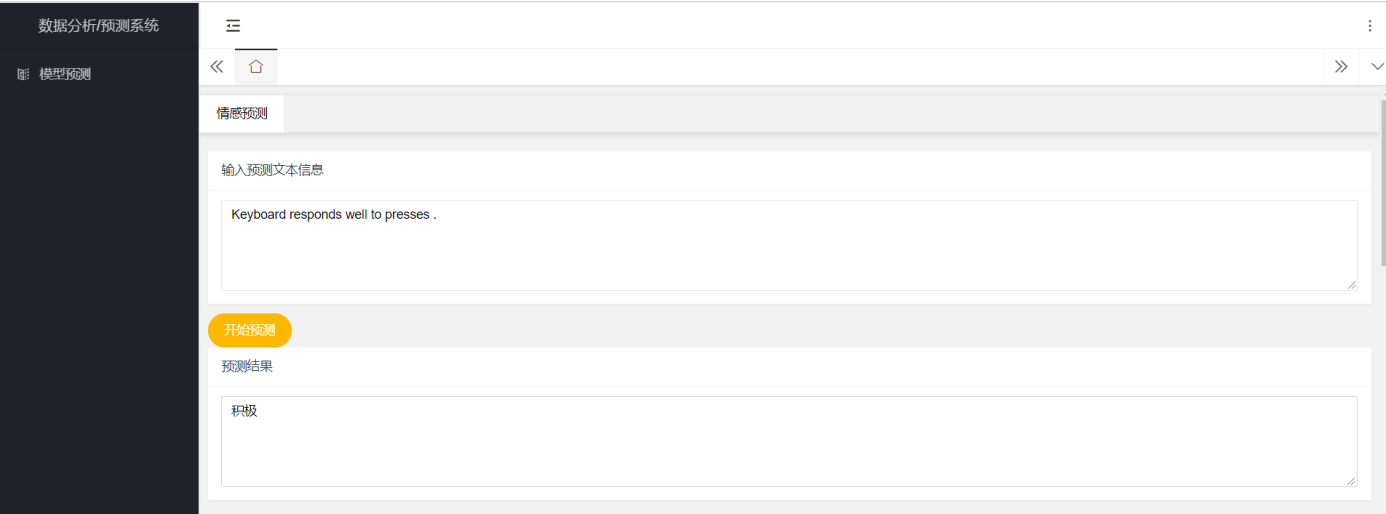 数据分析/预测系统
模型预测
情感预测
输入预测文本信息
Keyboard responds well to presses .
开始预测
预测结果
积极